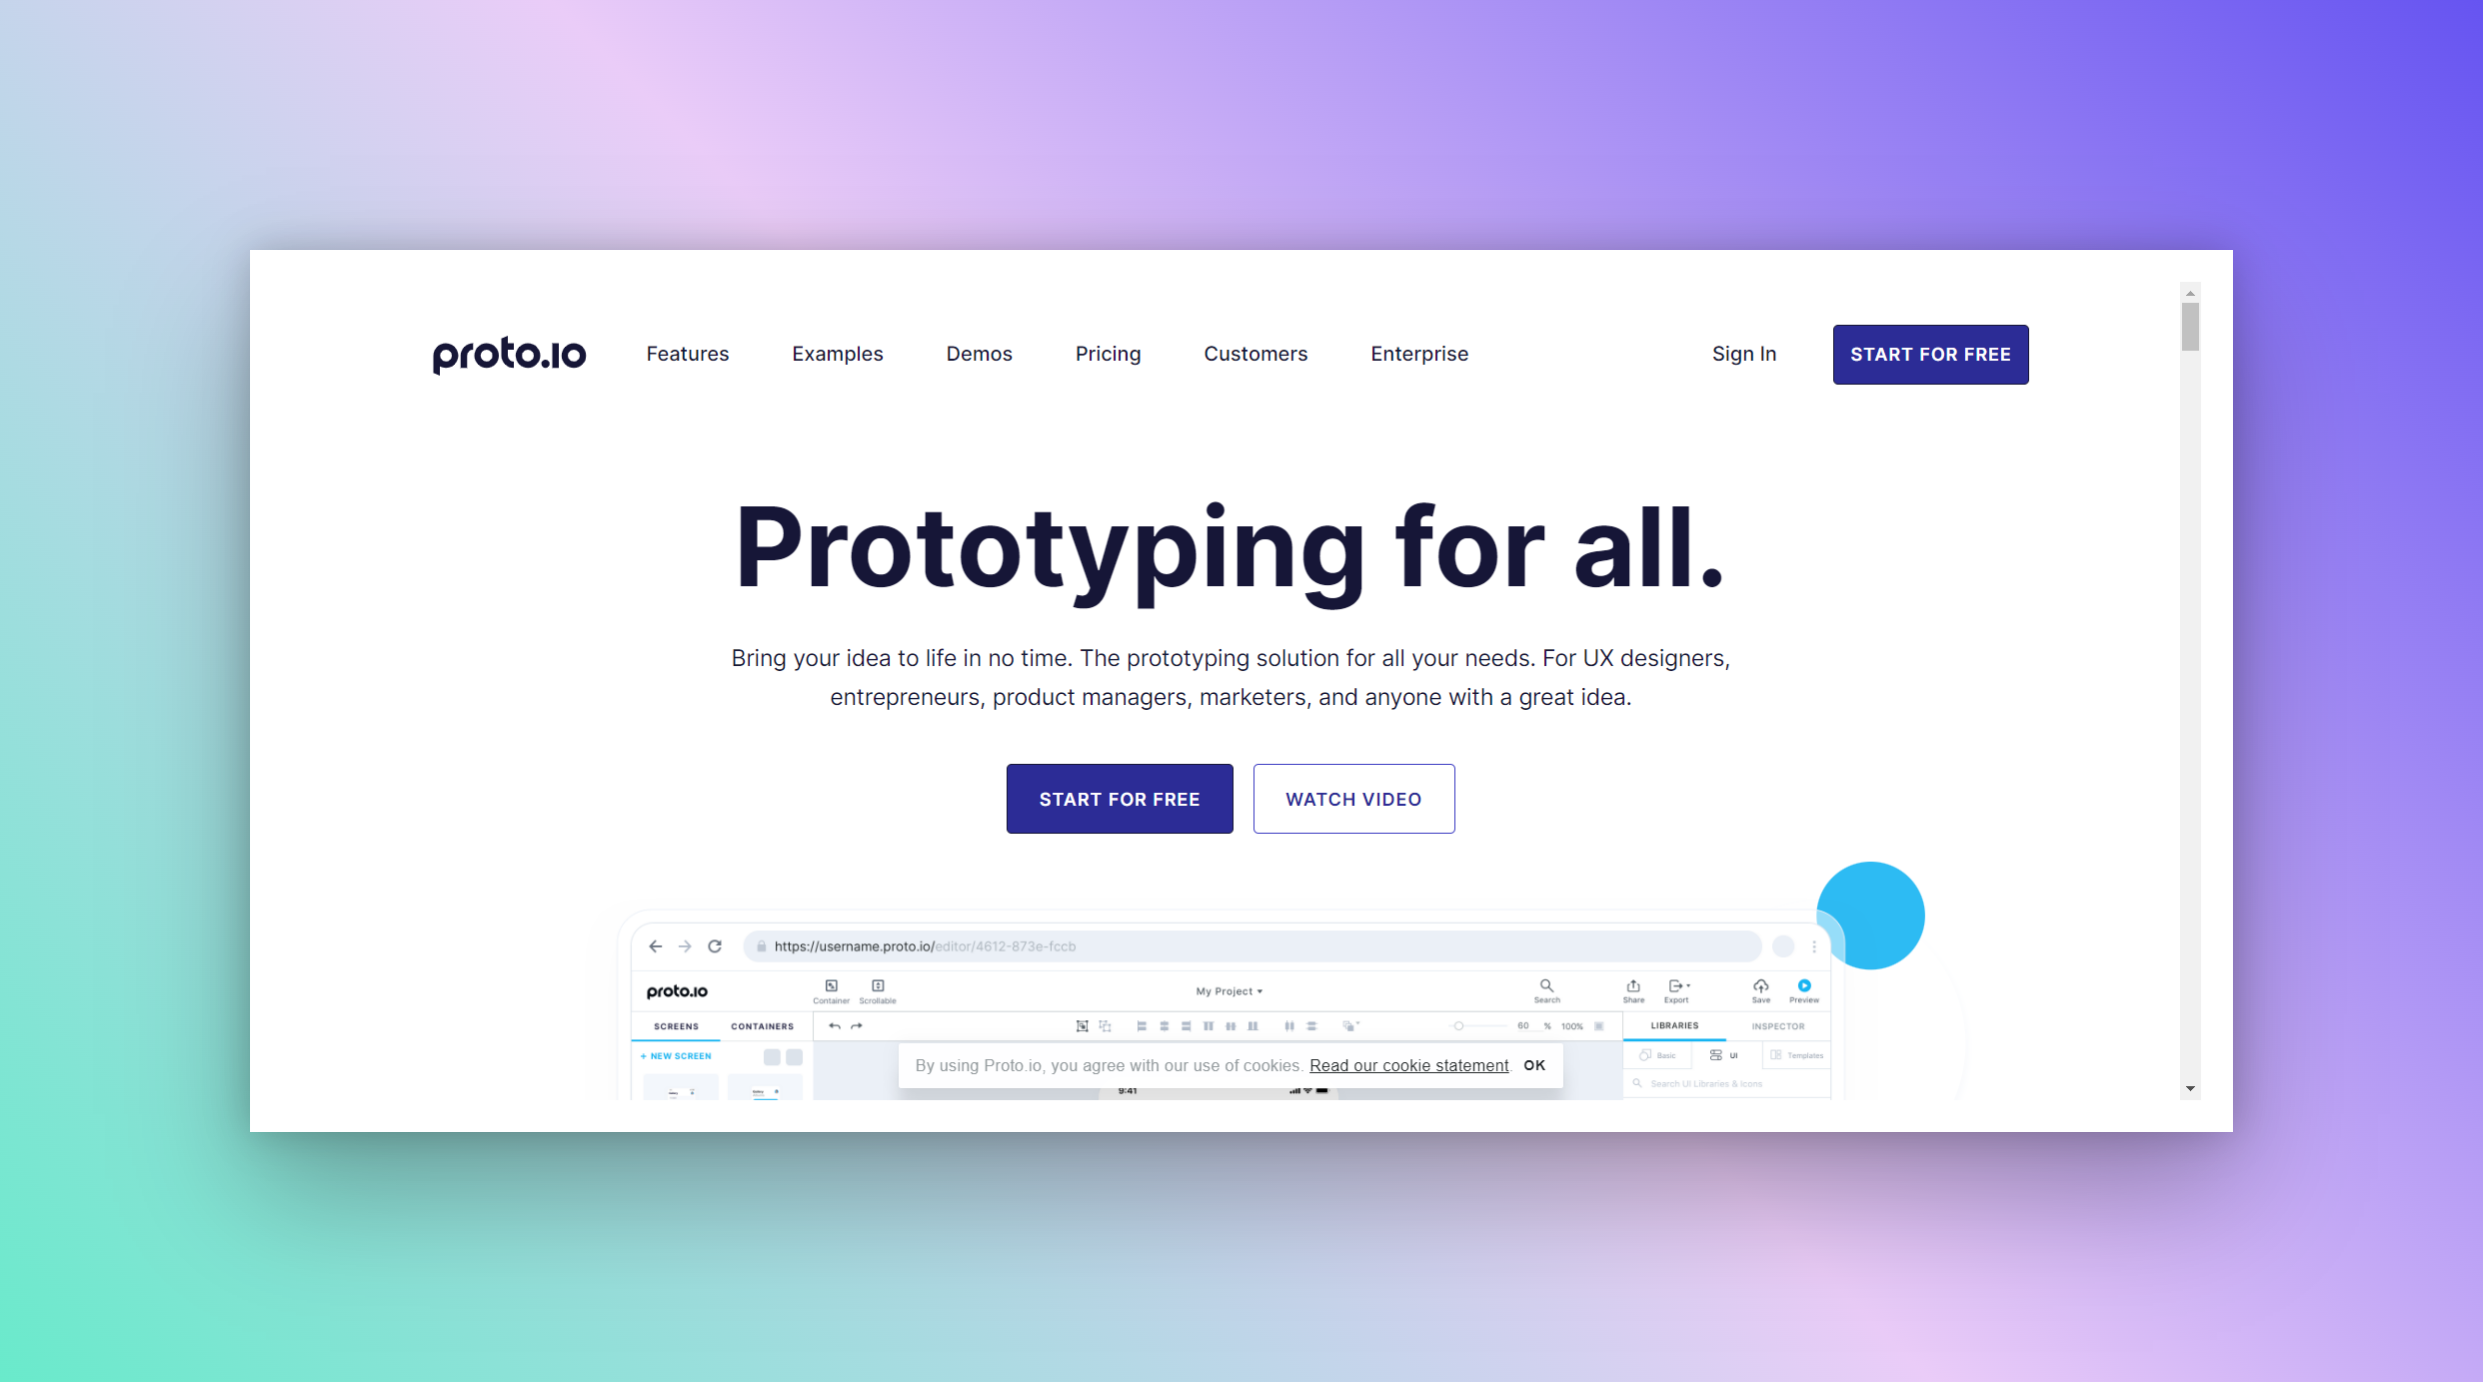 proto.io Features Examples Demos Pricing Customers Enterprise Sign In START FOR FREE
Prototyping for all.
Bring your idea to life in no time. The prototyping solution for all your needs. For UX designers,
entrepreneurs, product managers, marketers, and anyone with a great idea.
START FOR FREE WATCH VIDEO
https://username.proto.io/editor/4612-873e-fccb
proto.io Container Scrollable My Project Search Share Export Save Preview
SCREENS CONTAINERS 60 % 100% LIBRARIES INSPECTOR
+ NEW SCREEN Basic UI Templates
By using Proto.io, you agree with our use of cookies. Read our cookie statement. OK
Search UI Libraries & Icons
9:41